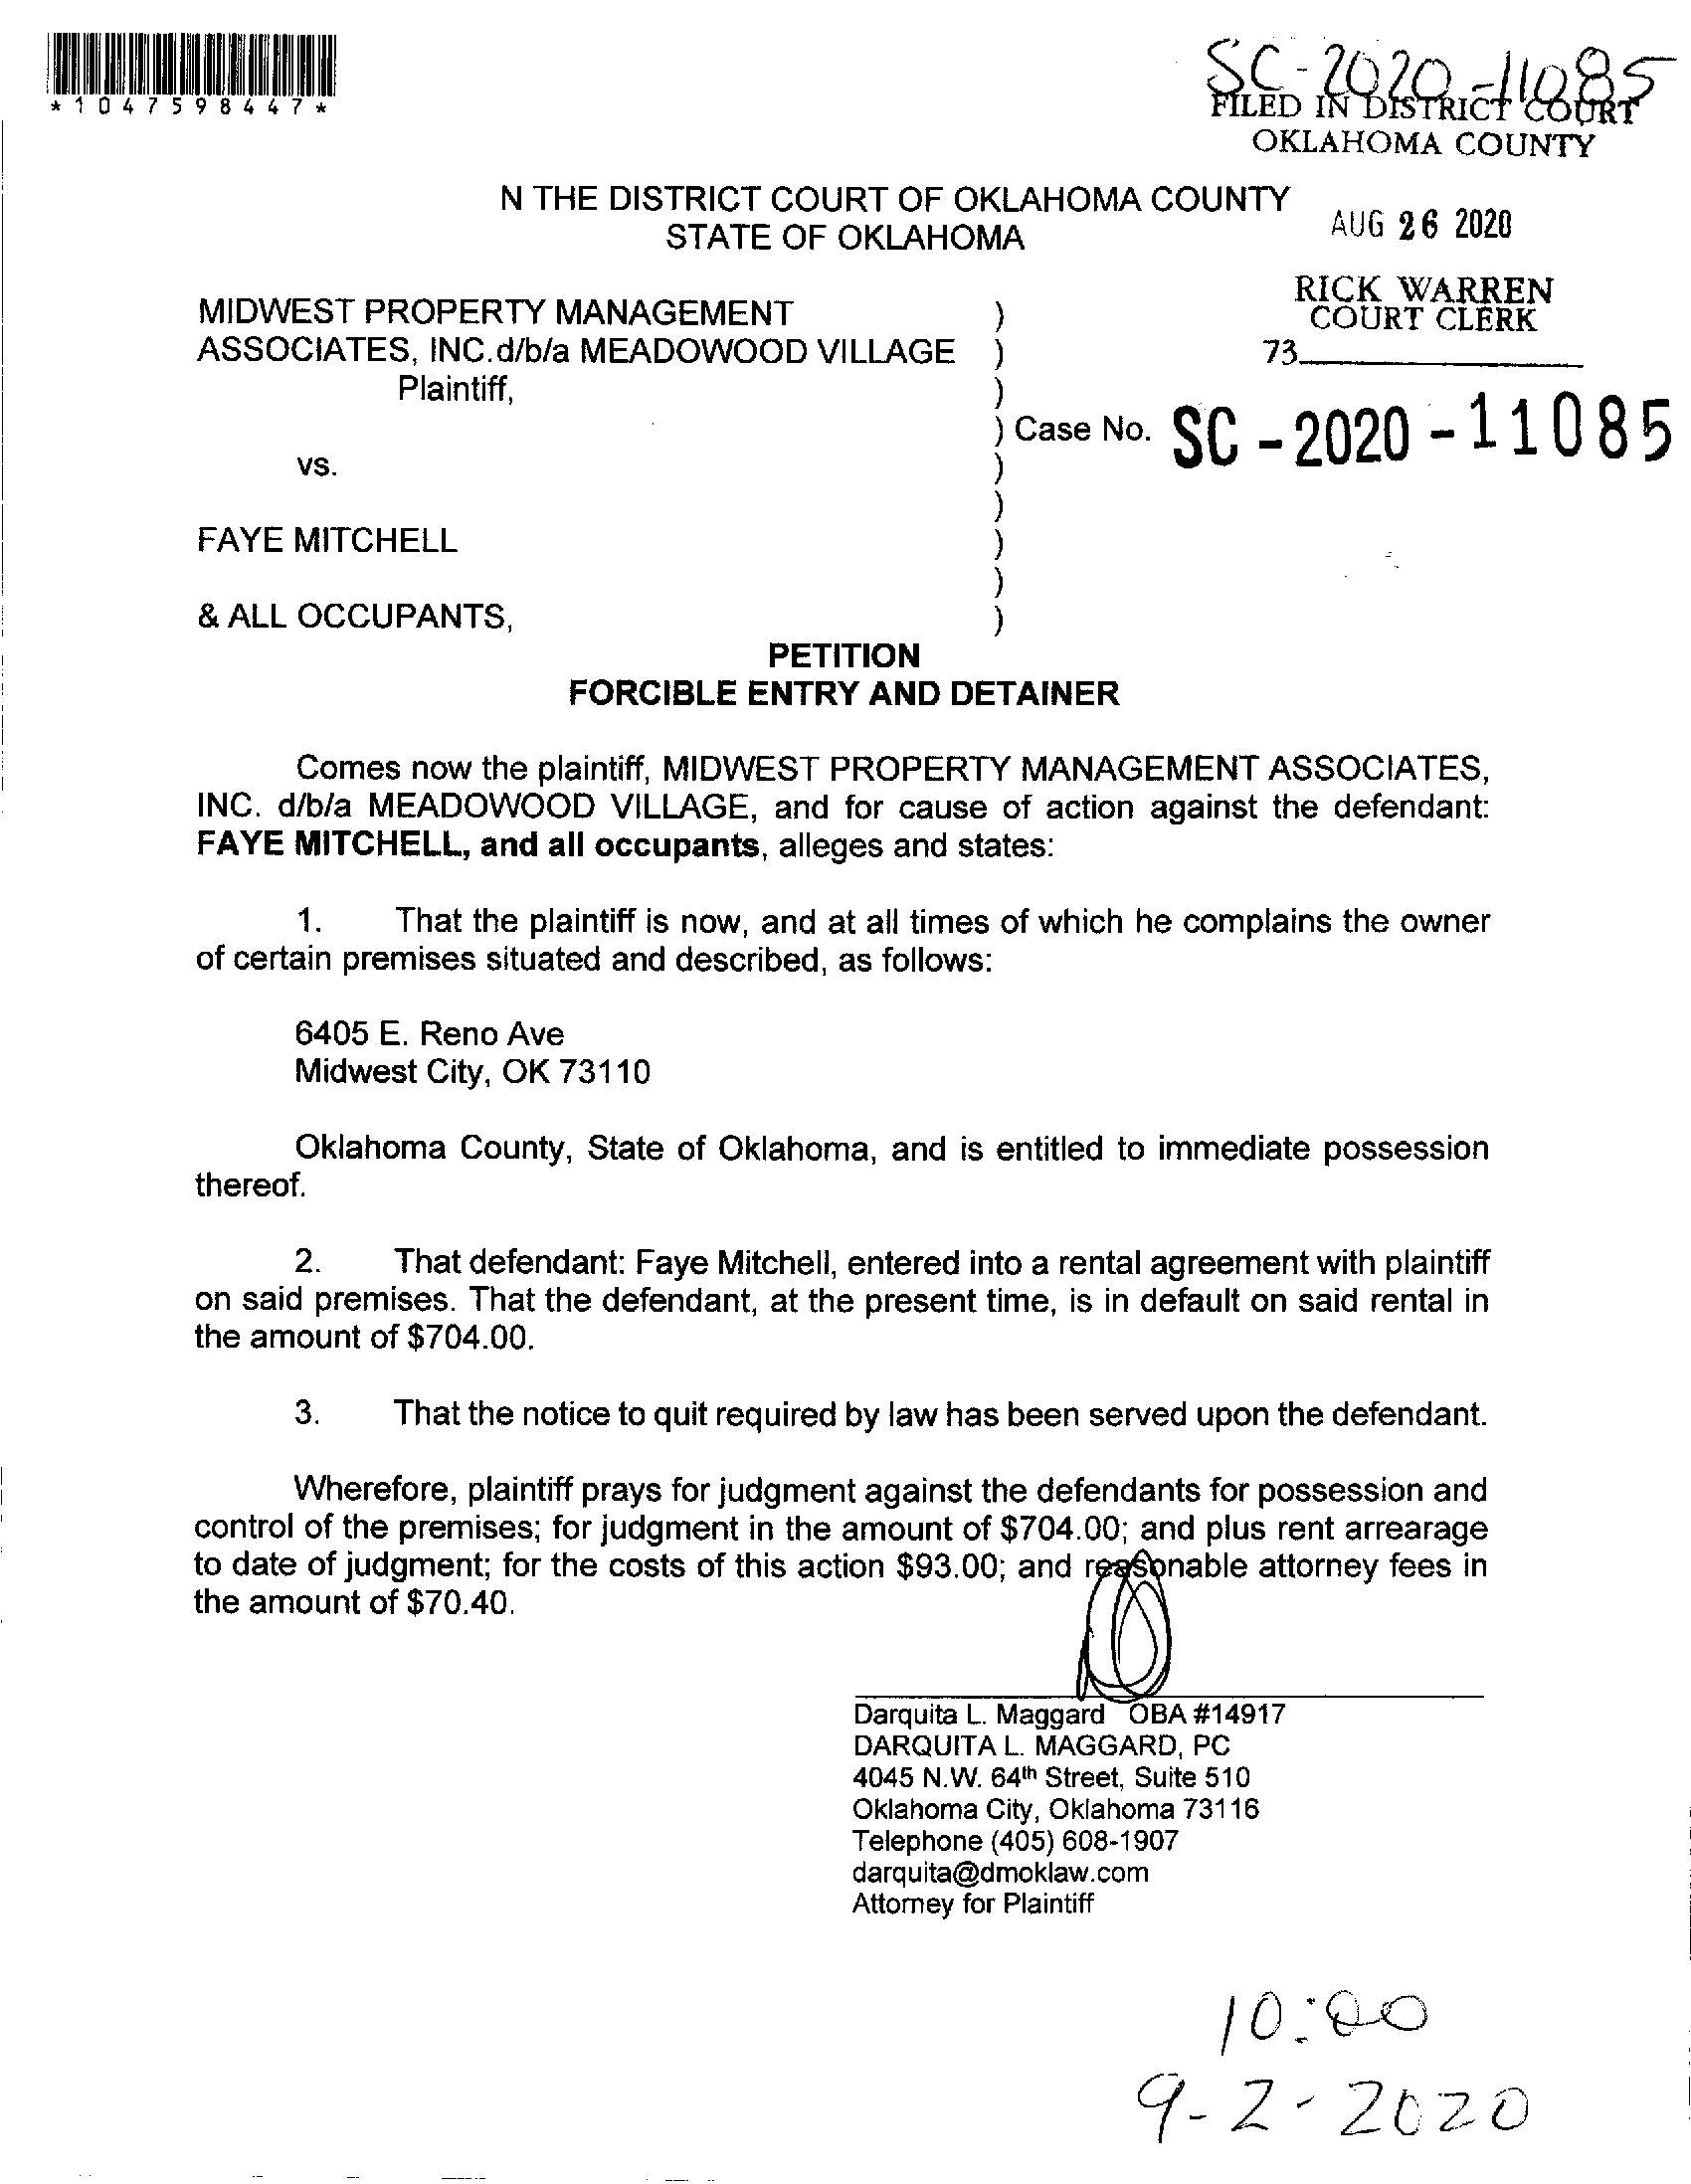 *1047598447*
SC-2020-11085
FILED IN DISTRICT COURT
OKLAHOMA COUNTY
N THE DISTRICT COURT OF OKLAHOMA COUNTY
STATE OF OKLAHOMA
AUG 26 2020
RICK WARREN
COURT CLERK
73
MIDWEST PROPERTY MANAGEMENT )
ASSOCIATES, INC.d/b/a MEADOWOOD VILLAGE )
Plaintiff, )
) Case No. SC-2020-11085
vs. )
)
FAYE MITCHELL )
)
& ALL OCCUPANTS, )
PETITION
FORCIBLE ENTRY AND DETAINER
Comes now the plaintiff, MIDWEST PROPERTY MANAGEMENT ASSOCIATES,
INC. d/b/a MEADOWOOD VILLAGE, and for cause of action against the defendant:
FAYE MITCHELL, and all occupants, alleges and states:
1. That the plaintiff is now, and at all times of which he complains the owner
of certain premises situated and described, as follows:
6405 E. Reno Ave
Midwest City, OK 73110
Oklahoma County, State of Oklahoma, and is entitled to immediate possession
thereof.
2. That defendant: Faye Mitchell, entered into a rental agreement with plaintiff
on said premises. That the defendant, at the present time, is in default on said rental in
the amount of $704.00.
3. That the notice to quit required by law has been served upon the defendant.
Wherefore, plaintiff prays for judgment against the defendants for possession and
control of the premises; for judgment in the amount of $704.00; and plus rent arrearage
to date of judgment; for the costs of this action $93.00; and reasonable attorney fees in
the amount of $70.40.
Darquita L. Maggard OBA #14917
DARQUITA L. MAGGARD, PC
4045 N.W. 64th Street, Suite 510
Oklahoma City, Oklahoma 73116
Telephone (405) 608-1907
darquita@dmoklaw.com
Attorney for Plaintiff
10:00
9-2-2020